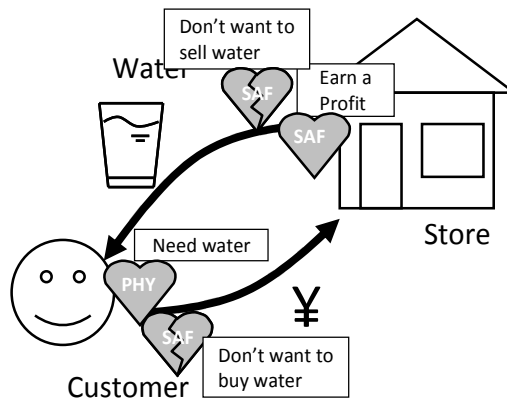 Don’t want to
sell water
Water
SAF
Earn a
Profit
SAF
Store
Need water
PHY
¥
SAF
Don’t want to
buy water
Customer